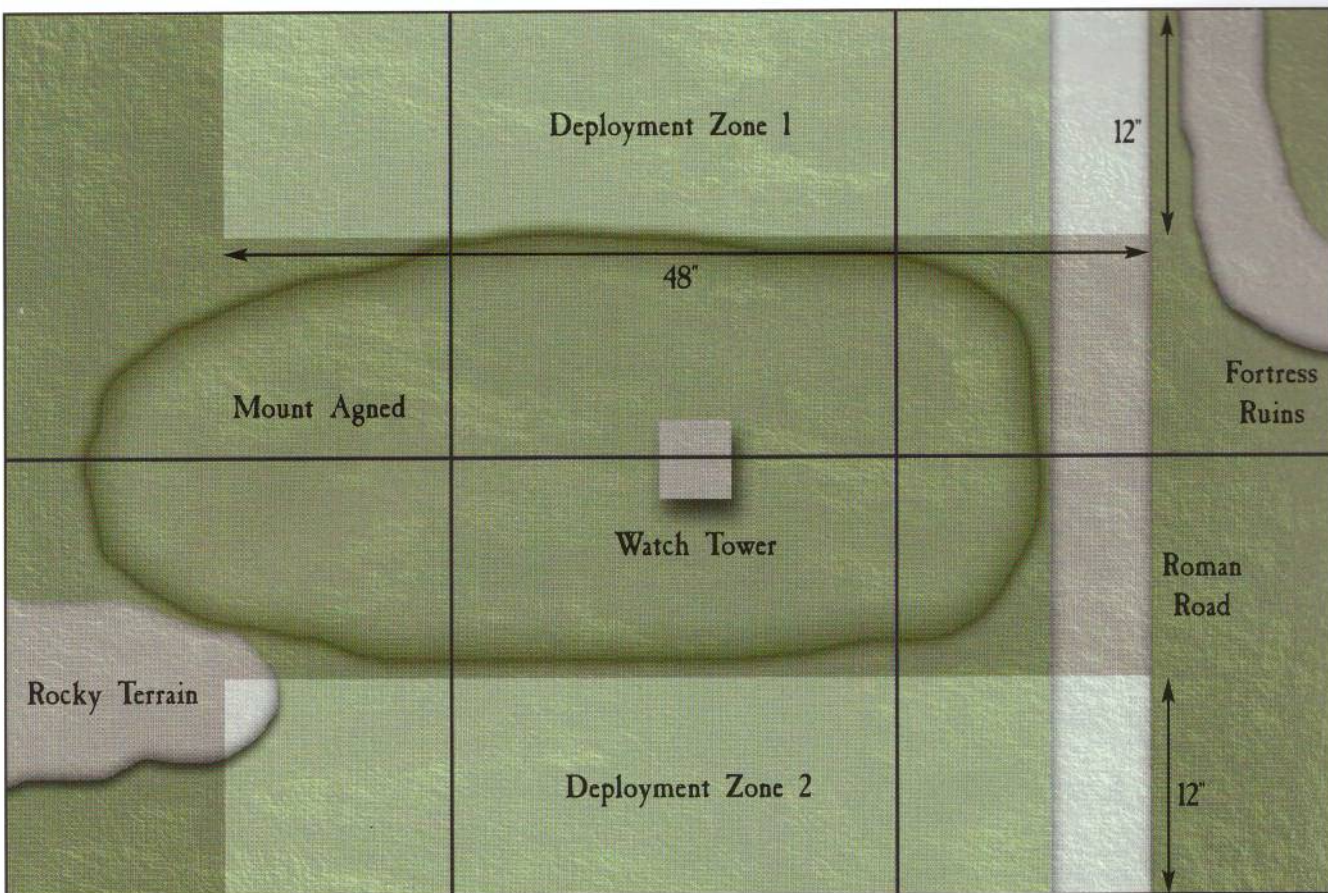 Deployment Zone 1
12"
48"
Fortress
Ruins
Mount Agned
Watch Tower
Roman
Road
Rocky Terrain
Deployment Zone 2
12"